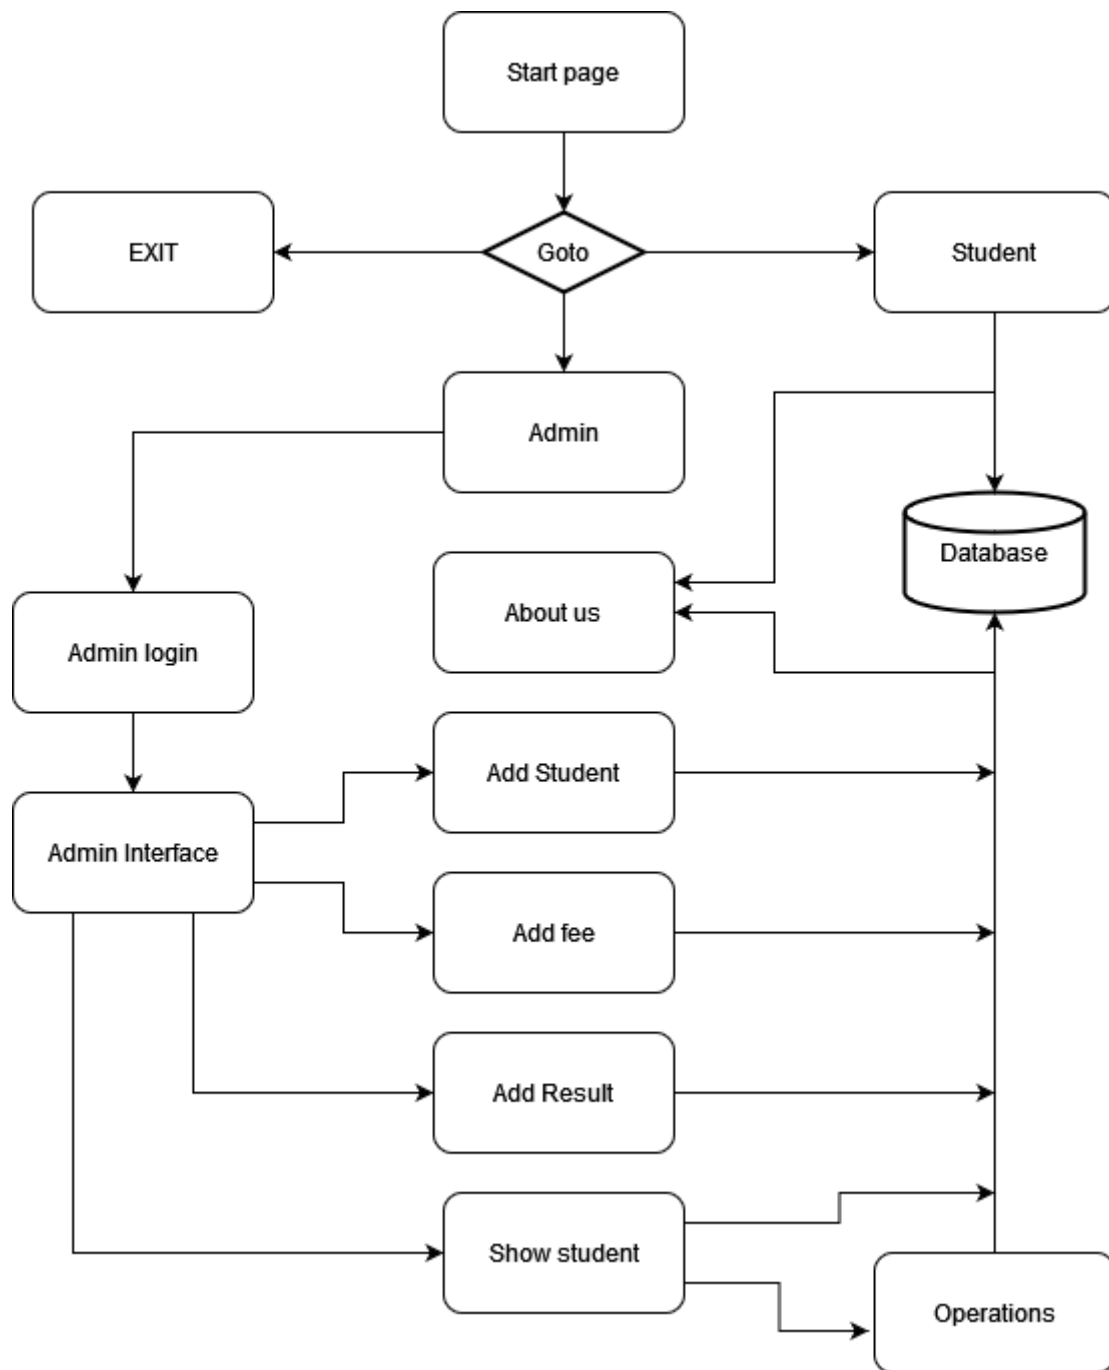 Start page
EXIT
Goto
Student
Admin
Database
About us
Admin login
Add Student
Admin Interface
Add fee
Add Result
Show student
Operations